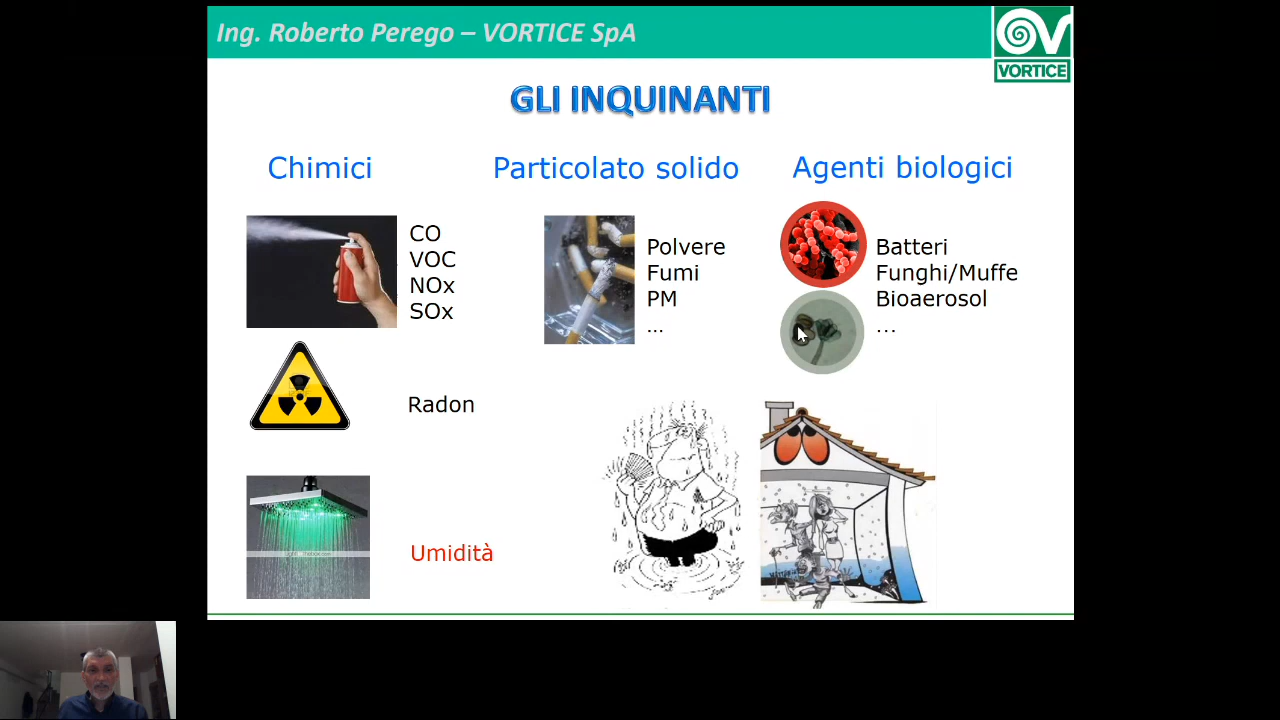 Ing. Roberto Perego – VORTICE SpA
VORTICE
GLI INQUINANTI
Chimici
CO
VOC
NOx
SOx
Radon
Umidità
Particolato solido
Polvere
Fumi
PM
...
Agenti biologici
Batteri
Funghi/Muffe
Bioaerosol
...